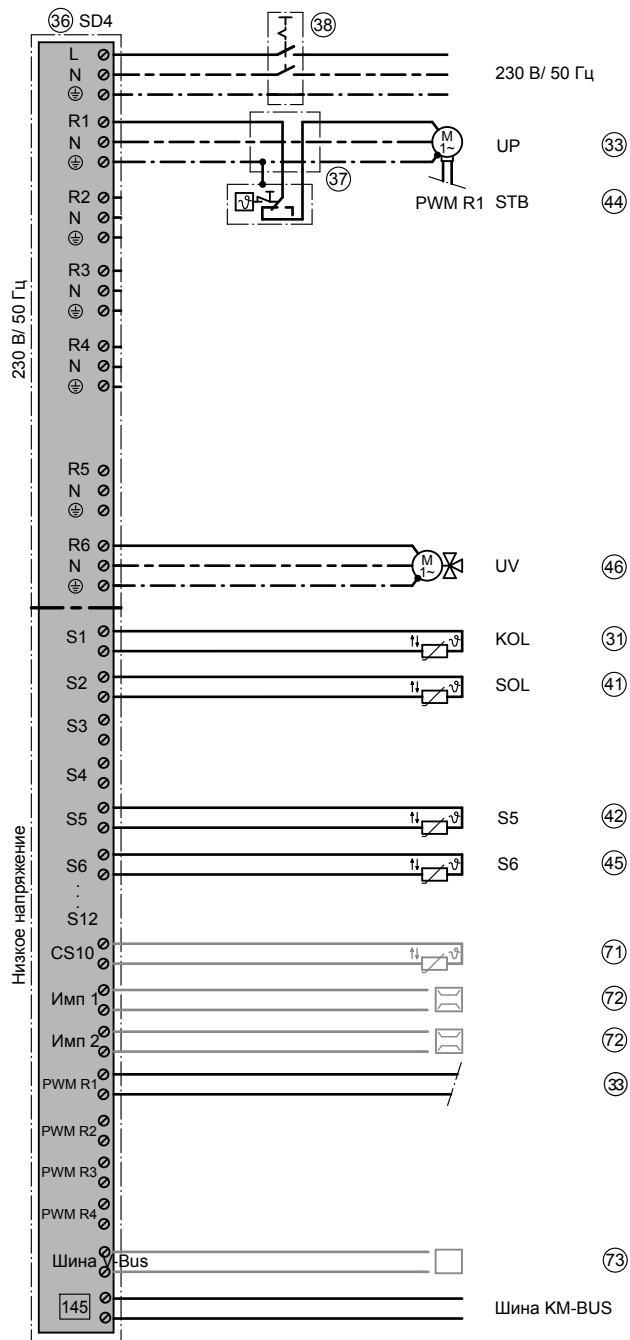 36 SD4
38
L
N
230 В/ 50 Гц
R1
M
1~
N
UP
33
37
R2
ϑ
PWM R1 STB
44
N
R3
N
230 В/ 50 Гц
R4
N
R5
N
R6
M
1~
N
UV
46
S1
ϑ
KOL
31
S2
ϑ
SOL
41
S3
S4
S5
ϑ
S5
42
S6
ϑ
S6
45
S12
Низкое напряжение
CS10
ϑ
71
Имп 1
72
Имп 2
72
PWM R1
33
PWM R2
PWM R3
PWM R4
Шина V-Bus
73
145
Шина KM-BUS